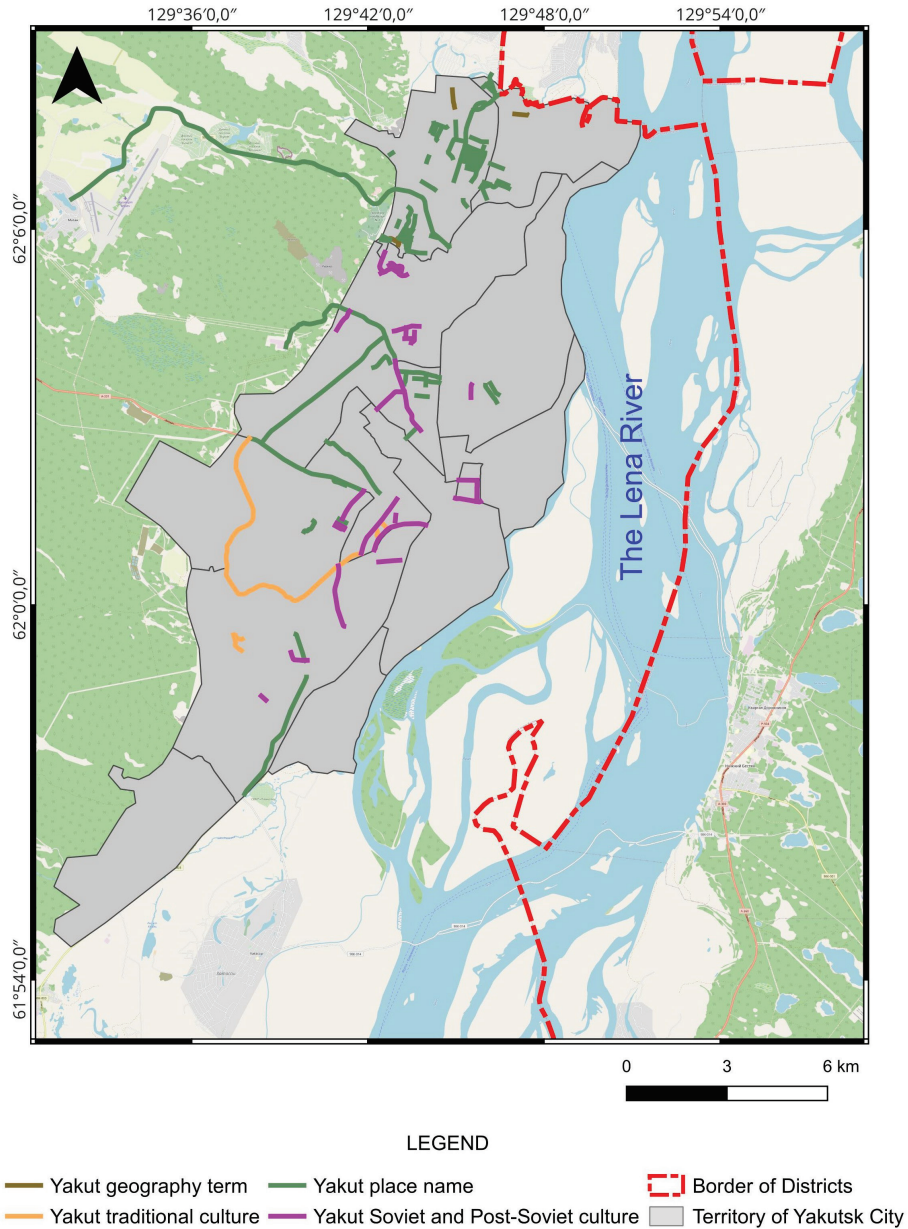 129°36'0,0" 129°42'0,0" 129°48'0,0" 129°54'0,0"
62°6'0,0"
The Lena River
62°0'0,0"
61°54'0,0"
0 3 6 km
LEGEND
Yakut geography term Yakut place name Border of Districts
Yakut traditional culture Yakut Soviet and Post-Soviet culture Territory of Yakutsk City